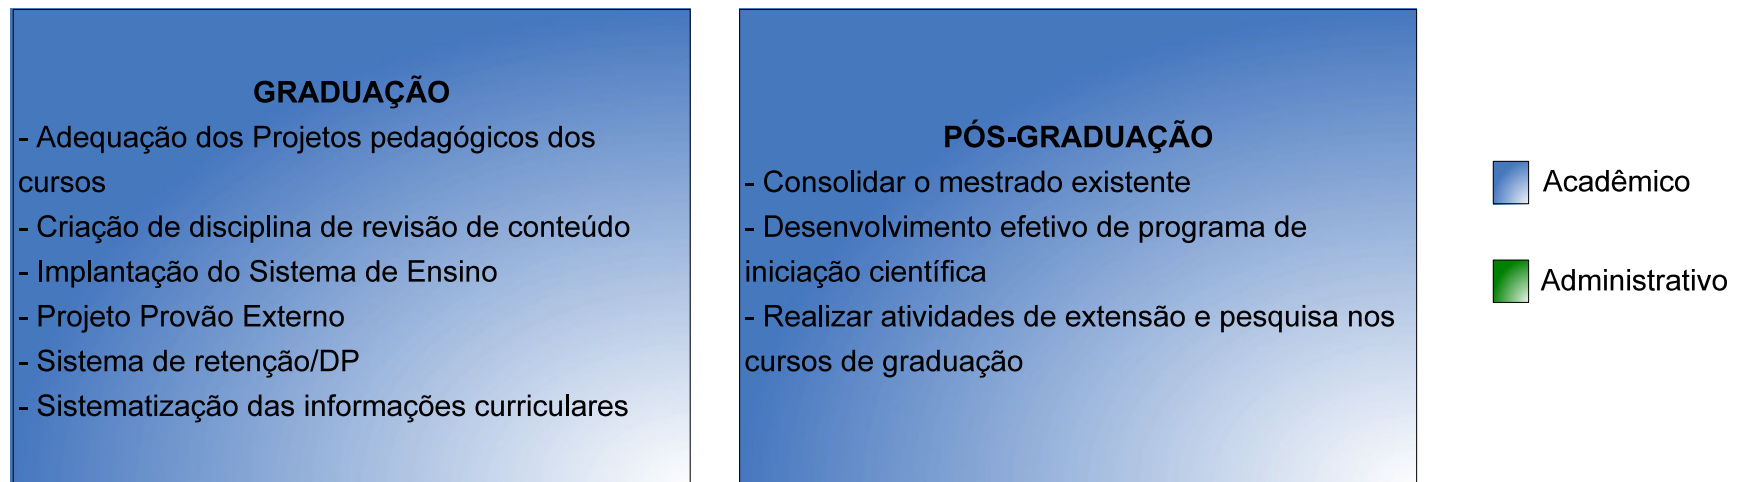 GRADUAÇÃO
- Adequação dos Projetos pedagógicos dos
cursos
- Criação de disciplina de revisão de conteúdo
- Implantação do Sistema de Ensino
- Projeto Provão Externo
- Sistema de retenção/DP
- Sistematização das informações curriculares
PÓS-GRADUAÇÃO
- Consolidar o mestrado existente
- Desenvolvimento efetivo de programa de
iniciação científica
- Realizar atividades de extensão e pesquisa nos
cursos de graduação
Acadêmico
Administrativo